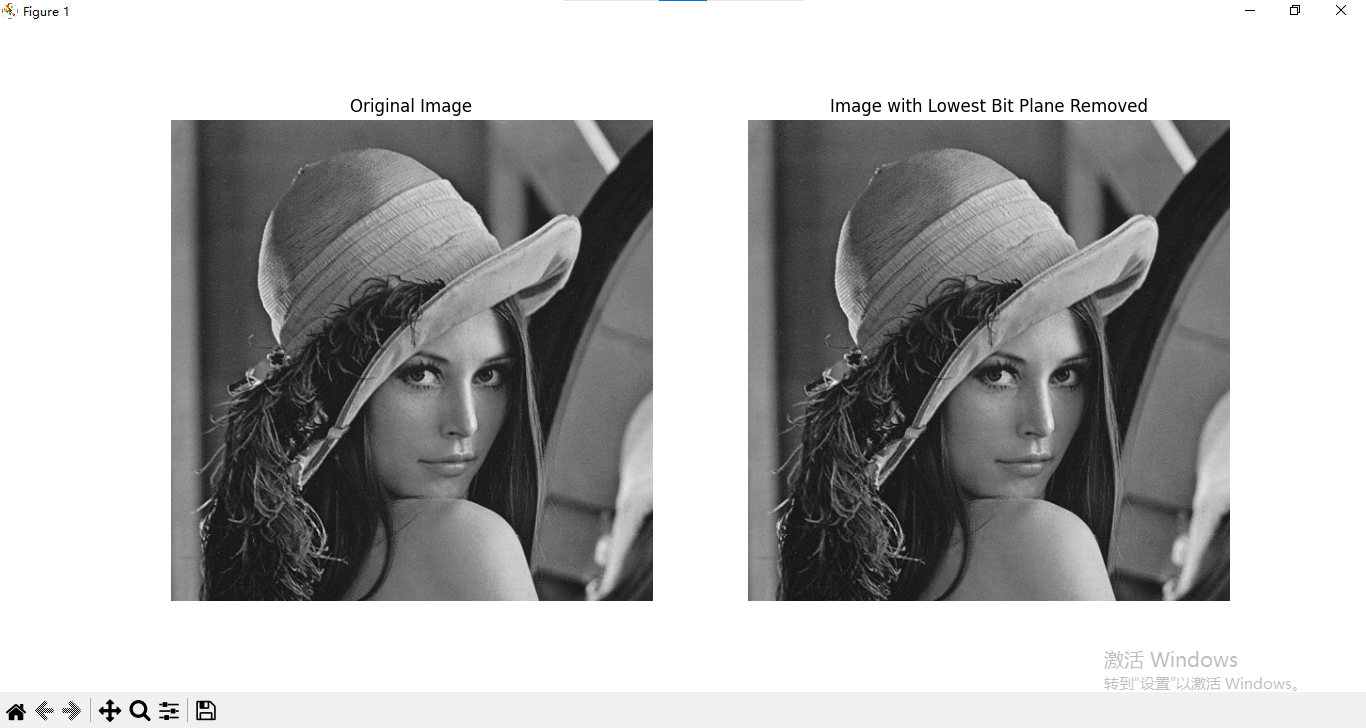 Figure 1
Original Image
Image with Lowest Bit Plane Removed
激活 Windows
转到"设置"以激活 Windows。